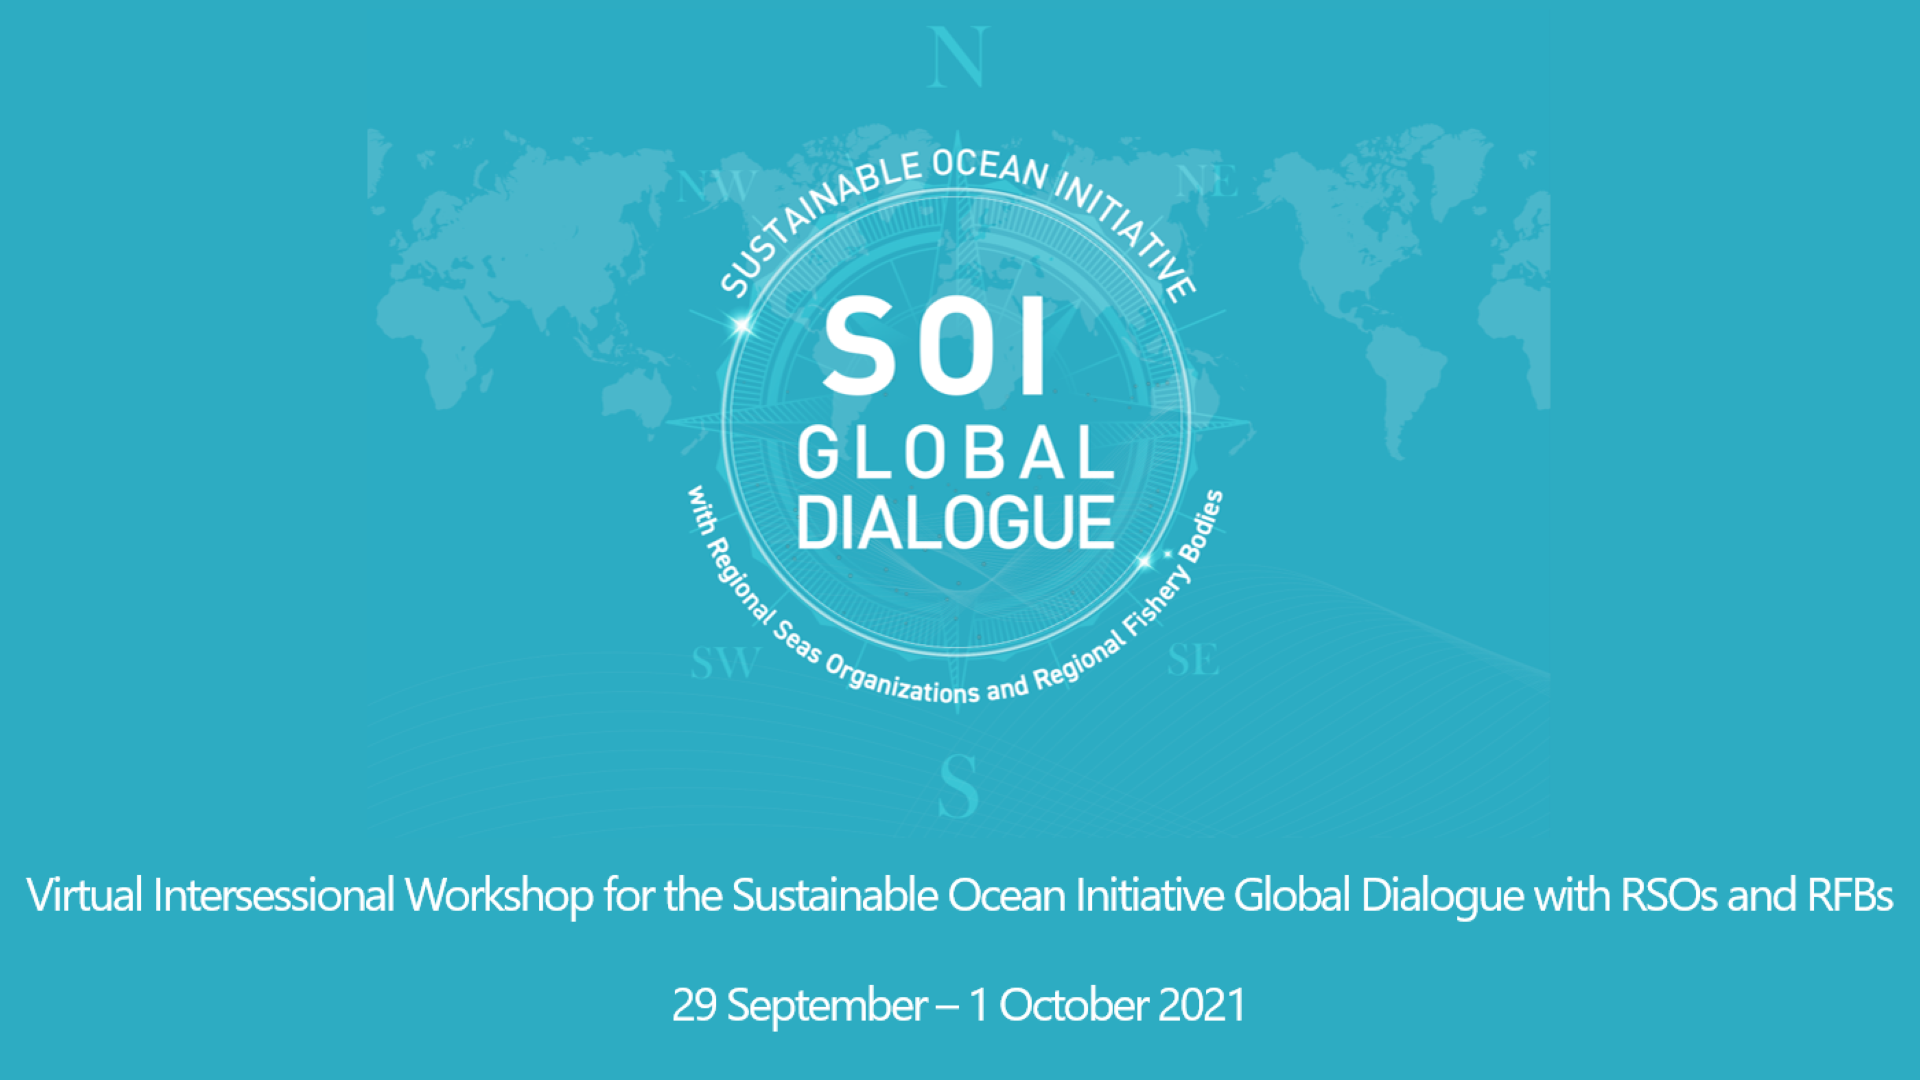 N
NW
NE
SUSTAINABLE OCEAN INITIATIVE
SOI
GLOBAL
DIALOGUE
with Regional Seas Organizations and Regional Fishery Bodies
SW
SE
S
Virtual Intersessional Workshop for the Sustainable Ocean Initiative Global Dialogue with RSOs and RFBs
29 September – 1 October 2021